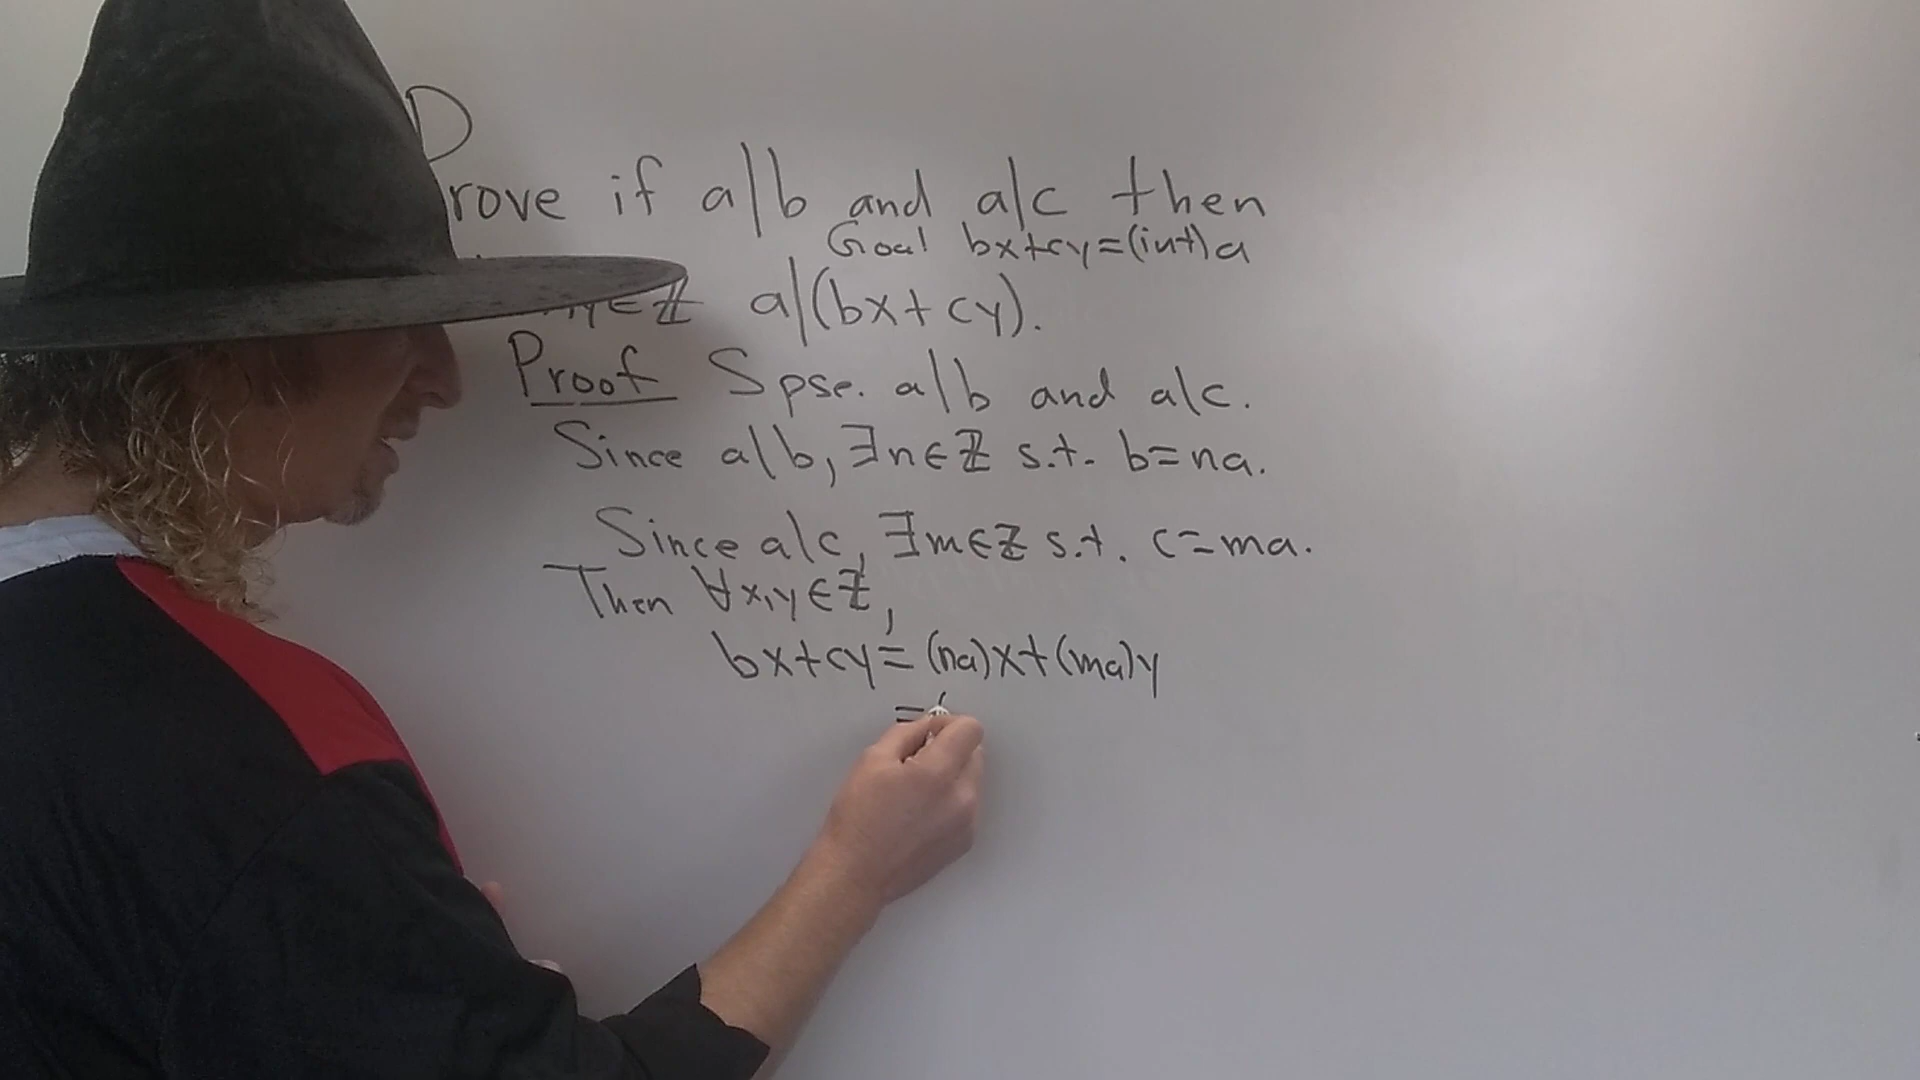 Prove if a|b and a|c then
Goal bx+cy=(int)a
y∈ℤ a|(bx+cy).
Proof Spse. a|b and a|c.
Since a|b, ∃n∈ℤ s.t. b=na.
Since a|c, ∃m∈ℤ s.t. c=ma.
Then ∀x,y∈ℤ,
bx+cy=(na)x+(ma)y
=(